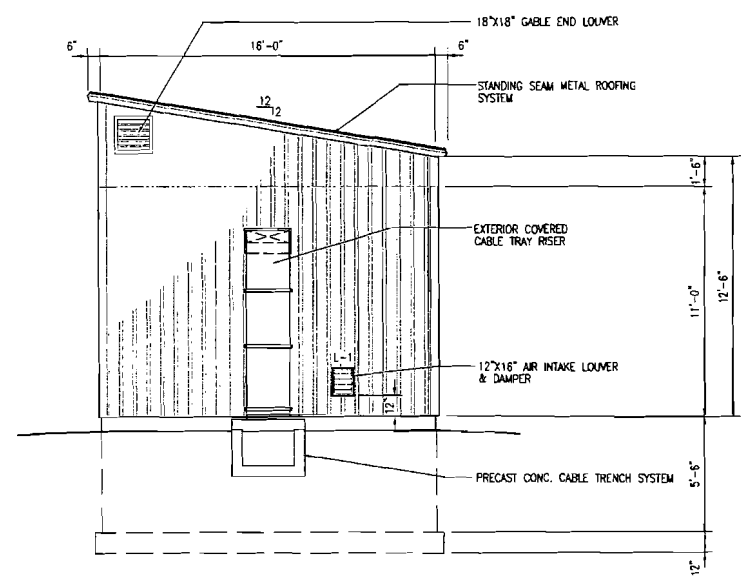 18"X18" GABLE END LOUVER
6" 16'-0" 6"
STANDING SEAM METAL ROOFING
SYSTEM
12
12
1'-6"
EXTERIOR COVERED
CABLE TRAY RISER
11'-0"
12'-6"
L-1
12"X16" AIR INTAKE LOUVER
& DAMPER
12"
PRECAST CONC. CABLE TRENCH SYSTEM
5'-6"
12"